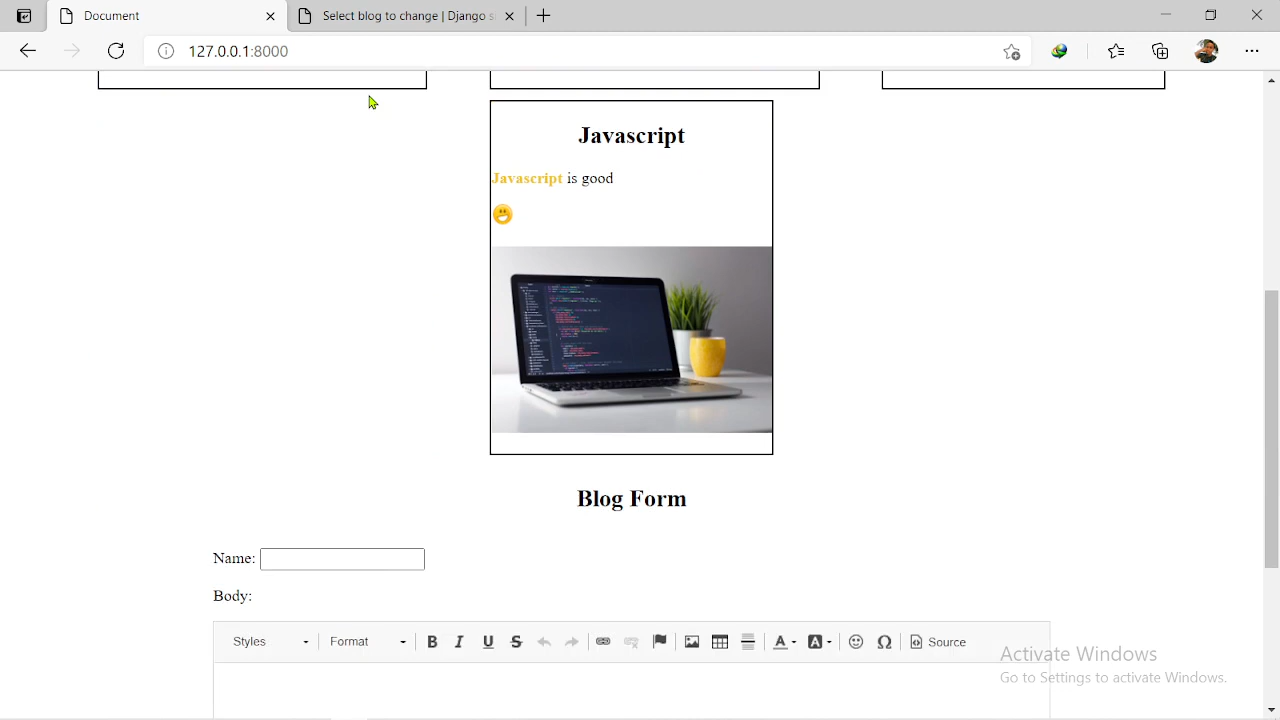 Document
Select blog to change | Django s
127.0.0.1:8000
Javascript
Javascript is good
Blog Form
Name:
Body:
Styles Format B I U S A A Ω Source
Activate Windows
Go to Settings to activate Windows.